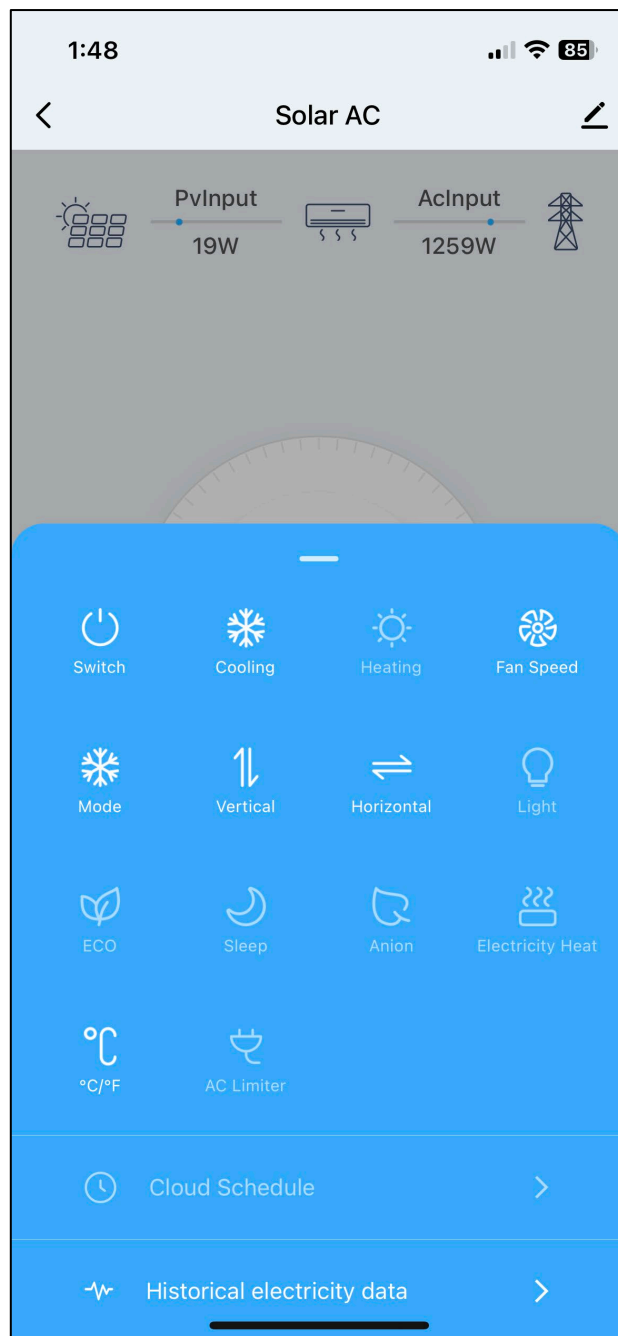 1:48
85
Solar AC
PvInput
AcInput
19W
1259W
Switch
Cooling
Heating
Fan Speed
Mode
Vertical
Horizontal
Light
ECO
Sleep
Anion
Electricity Heat
°C
°C/°F
AC Limiter
Cloud Schedule
Historical electricity data